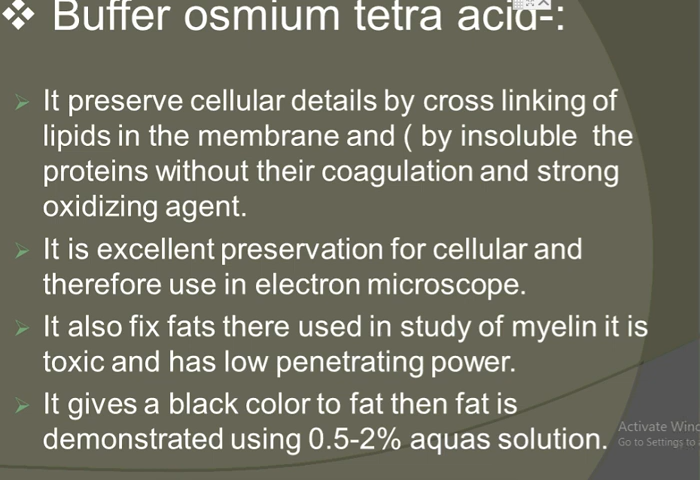 Buffer osmium tetra acid-:
It preserve cellular details by cross linking of
lipids in the membrane and ( by insoluble the
proteins without their coagulation and strong
oxidizing agent.
It is excellent preservation for cellular and
therefore use in electron microscope.
It also fix fats there used in study of myelin it is
toxic and has low penetrating power.
It gives a black color to fat then fat is
demonstrated using 0.5-2% aquas solution.
Activate Wind
Go to Settings to